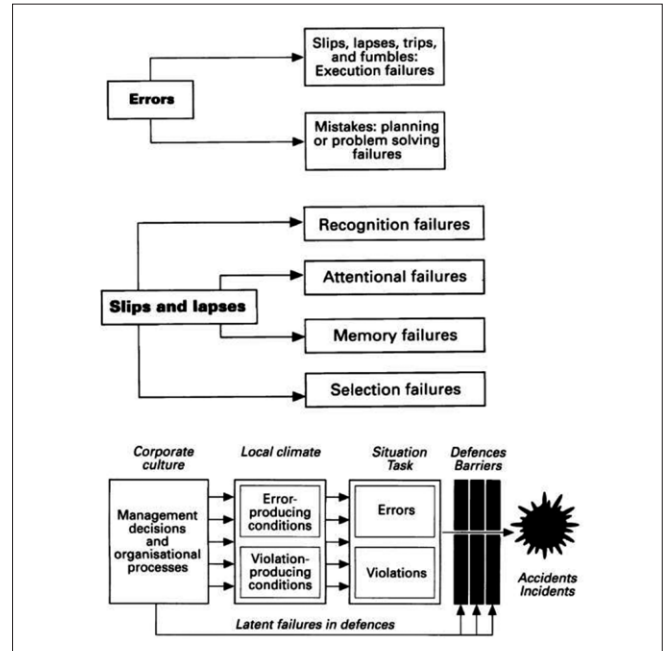 Slips, lapses, trips,
and fumbles:
Execution failures
Errors
Mistakes: planning
or problem solving
failures
Recognition failures
Attentional failures
Slips and lapses
Memory failures
Selection failures
Corporate
culture
Local climate
Situation
Task
Defences
Barriers
Management
decisions
and
organisational
processes
Error-
producing
conditions
Violation-
producing
conditions
Errors
Violations
Accidents
Incidents
Latent failures in defences